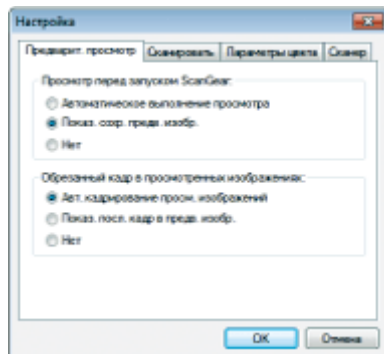 Настройка
Предварит. просмотр
Сканировать
Параметры цвета
Сканер
Просмотр перед запуском ScanGear:
Автоматическое выполнение просмотра
Показ. сохр. предв. изобр.
Нет
Обрезанный кадр в просмотренных изображениях:
Авт. кадрирование просм. изображений
Показ. посл. кадр в предв. изобр.
Нет
OK
Отмена